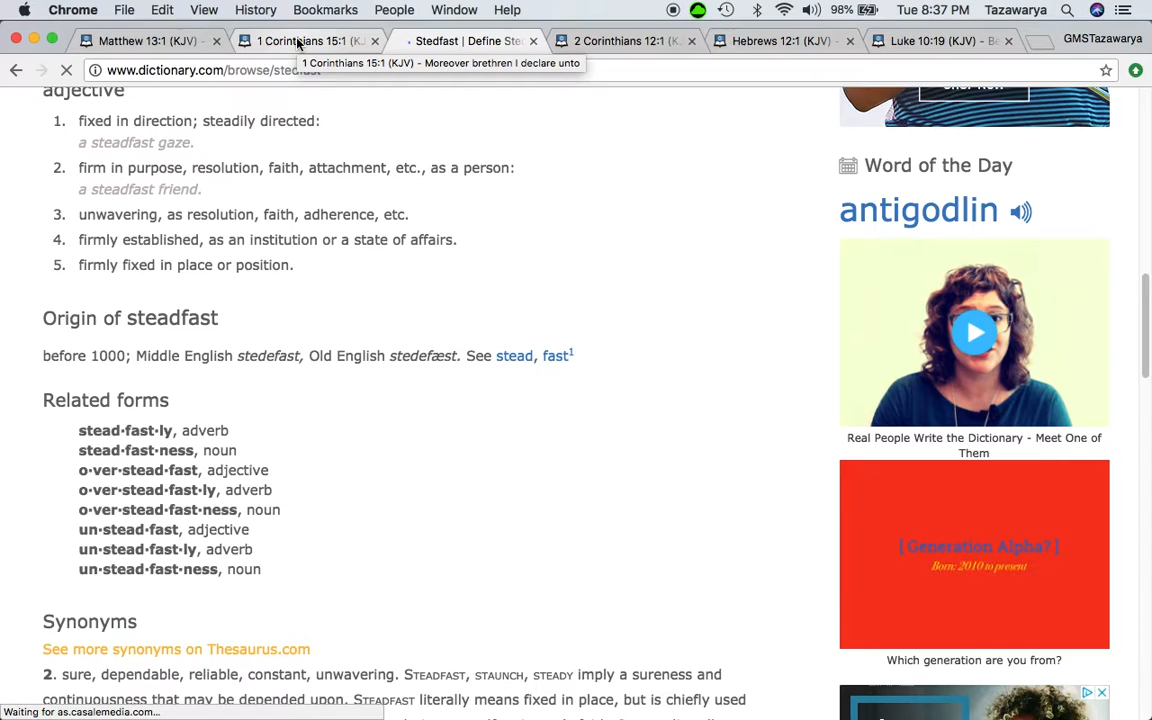 Chrome File Edit View History Bookmarks People Window Help 98% Tue 8:37 PM Tazawarya
Matthew 13:1 (KJV) - 1 Corinthians 15:1 (KJ Stedfast | Define Ste 2 Corinthians 12:1 ( Hebrews 12:1 (KJV) - Luke 10:19 (KJV) - B GMSTazawarya
1 Corinthians 15:1 (KJV) - Moreover brethren I declare unto
www.dictionary.com/browse/stedfast
adjective
1. fixed in direction; steadily directed:
a steadfast gaze.
2. firm in purpose, resolution, faith, attachment, etc., as a person:
a steadfast friend.
3. unwavering, as resolution, faith, adherence, etc.
4. firmly established, as an institution or a state of affairs.
5. firmly fixed in place or position.
Origin of steadfast
before 1000; Middle English stedefast, Old English stedefæst. See stead, fast1
Related forms
stead·fast·ly, adverb
stead·fast·ness, noun
o·ver·stead·fast, adjective
o·ver·stead·fast·ly, adverb
o·ver·stead·fast·ness, noun
un·stead·fast, adjective
un·stead·fast·ly, adverb
un·stead·fast·ness, noun
Synonyms
See more synonyms on Thesaurus.com
2. sure, dependable, reliable, constant, unwavering. Steadfast, staunch, steady imply a sureness and
continuousness that may be depended upon. Steadfast literally means fixed in place, but is chiefly used
Waiting for as.casalemedia.com...
Word of the Day
antigodlin
Real People Write the Dictionary - Meet One of
Them
[Generation Alpha?]
Born: 2010 to present
Which generation are you from?